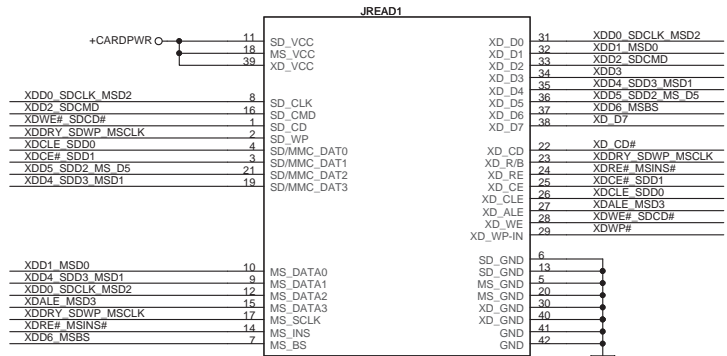 JREAD1
+CARDPWR
11 SD_VCC
18 MS_VCC
39 XD_VCC
XDD0_SDCLK_MSD2 8 SD_CLK
XDD2_SDCMD 16 SD_CMD
XDWE#_SDCD# 1 SD_CD
XDDRY_SDWP_MSCLK 2 SD_WP
XDCLE_SDD0 4 SD/MMC_DAT0
XDCE#_SDD1 3 SD/MMC_DAT1
XDD5_SDD2_MS_D5 21 SD/MMC_DAT2
XDD4_SDD3_MSD1 19 SD/MMC_DAT3
XDD1_MSD0 10 MS_DATA0
XDD4_SDD3_MSD1 9 MS_DATA1
XDD0_SDCLK_MSD2 12 MS_DATA2
XDALE_MSD3 15 MS_DATA3
XDDRY_SDWP_MSCLK 17 MS_SCLK
XDRE#_MSINS# 14 MS_INS
XDD6_MSBS 7 MS_BS
XD_D0 31 XDD0_SDCLK_MSD2
XD_D1 32 XDD1_MSD0
XD_D2 33 XDD2_SDCMD
XD_D3 34 XDD3
XD_D4 35 XDD4_SDD3_MSD1
XD_D5 36 XDD5_SDD2_MS_D5
XD_D6 37 XDD6_MSBS
XD_D7 38 XD_D7
XD_CD 22 XD_CD#
XD_R/B 23 XDDRY_SDWP_MSCLK
XD_RE 24 XDRE#_MSINS#
XD_CE 25 XDCE#_SDD1
XD_CLE 26 XDCLE_SDD0
XD_ALE 27 XDALE_MSD3
XD_WE 28 XDWE#_SDCD#
XD_WP-IN 29 XDWP#
SD_GND 6
SD_GND 13
MS_GND 5
MS_GND 20
XD_GND 30
XD_GND 40
GND 41
GND 42